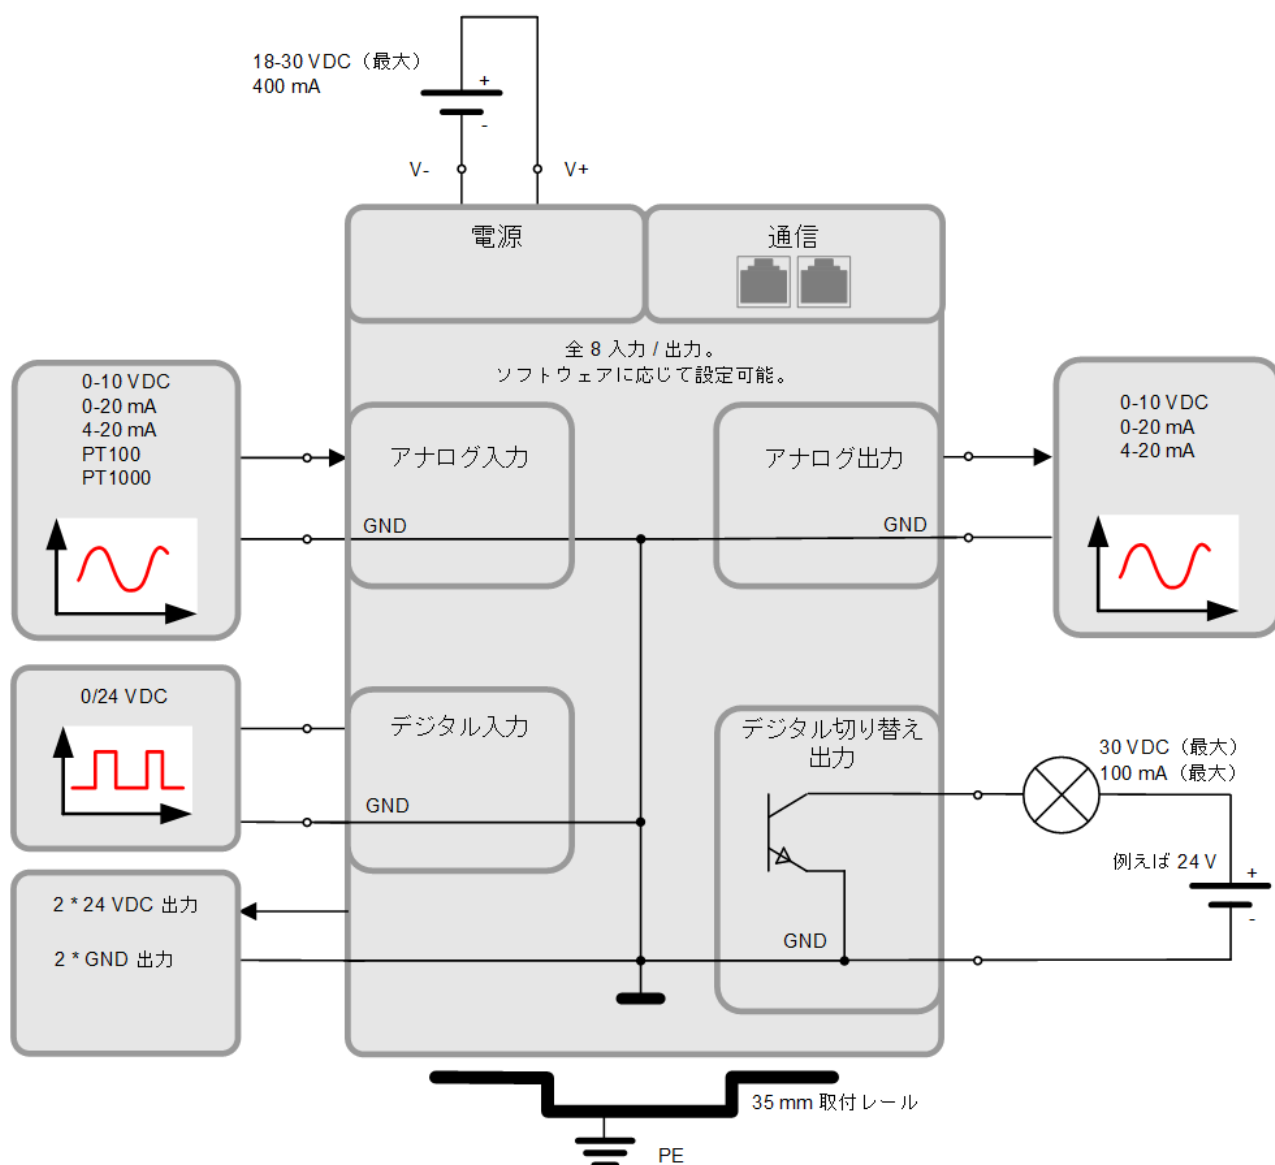 18-30 VDC（最大）
400 mA
+
-
V-
V+
電源
通信
全 8 入力 / 出力。
ソフトウェアに応じて設定可能。
0-10 VDC
0-20 mA
4-20 mA
PT100
PT1000
アナログ入力
GND
アナログ出力
GND
0-10 VDC
0-20 mA
4-20 mA
0/24 VDC
デジタル入力
GND
デジタル切り替え
出力
GND
30 VDC（最大）
100 mA（最大）
例えば 24 V
+
-
2 * 24 VDC 出力
2 * GND 出力
35 mm 取付レール
PE